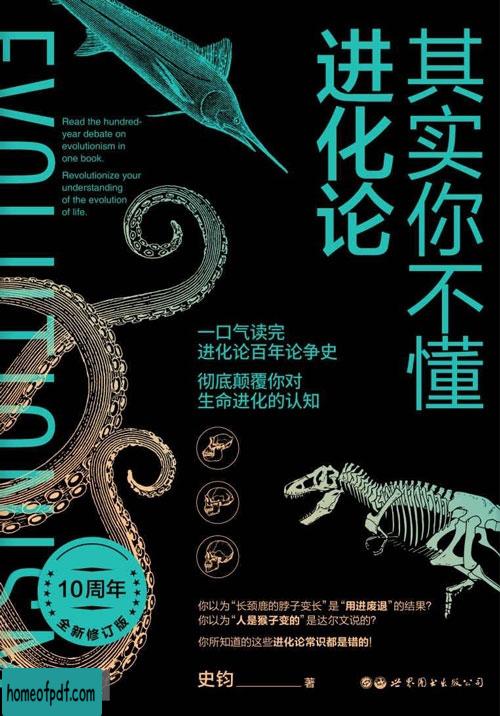 其实你不懂
进化论
EVOLUTIONISM
Read the hundred-
year debate on
evolutionism in
one book.
Revolutionize your
understanding
of the evolution
of life.
一口气读完
进化论百年论争史
彻底颠覆你对
生命进化的认知
10周年
全新修订版
你以为“长颈鹿的脖子变长”是“用进废退”的结果？
你以为“人是猴子变的”是达尔文说的？
你所知道的这些进化论常识都是错的！
史钧 著
世界图书出版公司
homeofpdf.com